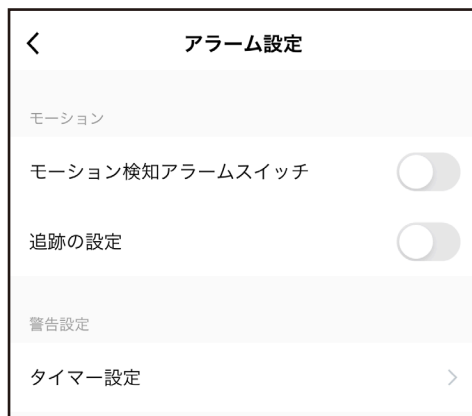 アラーム設定
モーション
モーション検知アラームスイッチ
追跡の設定
警告設定
タイマー設定